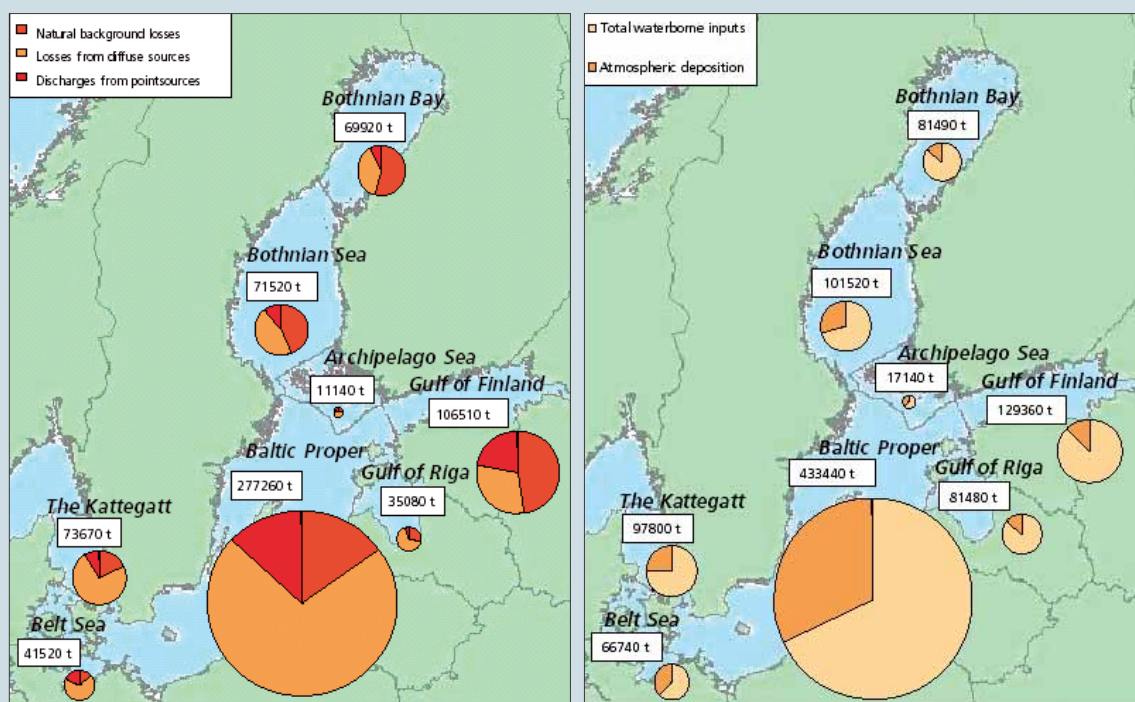 Natural background losses
Losses from diffuse sources
Discharges from pointsources
Bothnian Bay
69920 t
Bothnian Sea
71520 t
Archipelago Sea
11140 t
Gulf of Finland
106510 t
Baltic Proper
277260 t
Gulf of Riga
35080 t
The Kattegatt
73670 t
Belt Sea
41520 t
Total waterborne inputs
Atmospheric deposition
Bothnian Bay
81490 t
Bothnian Sea
101520 t
Archipelago Sea
17140 t
Gulf of Finland
129360 t
Baltic Proper
433440 t
Gulf of Riga
81480 t
The Kattegatt
97800 t
Belt Sea
66740 t